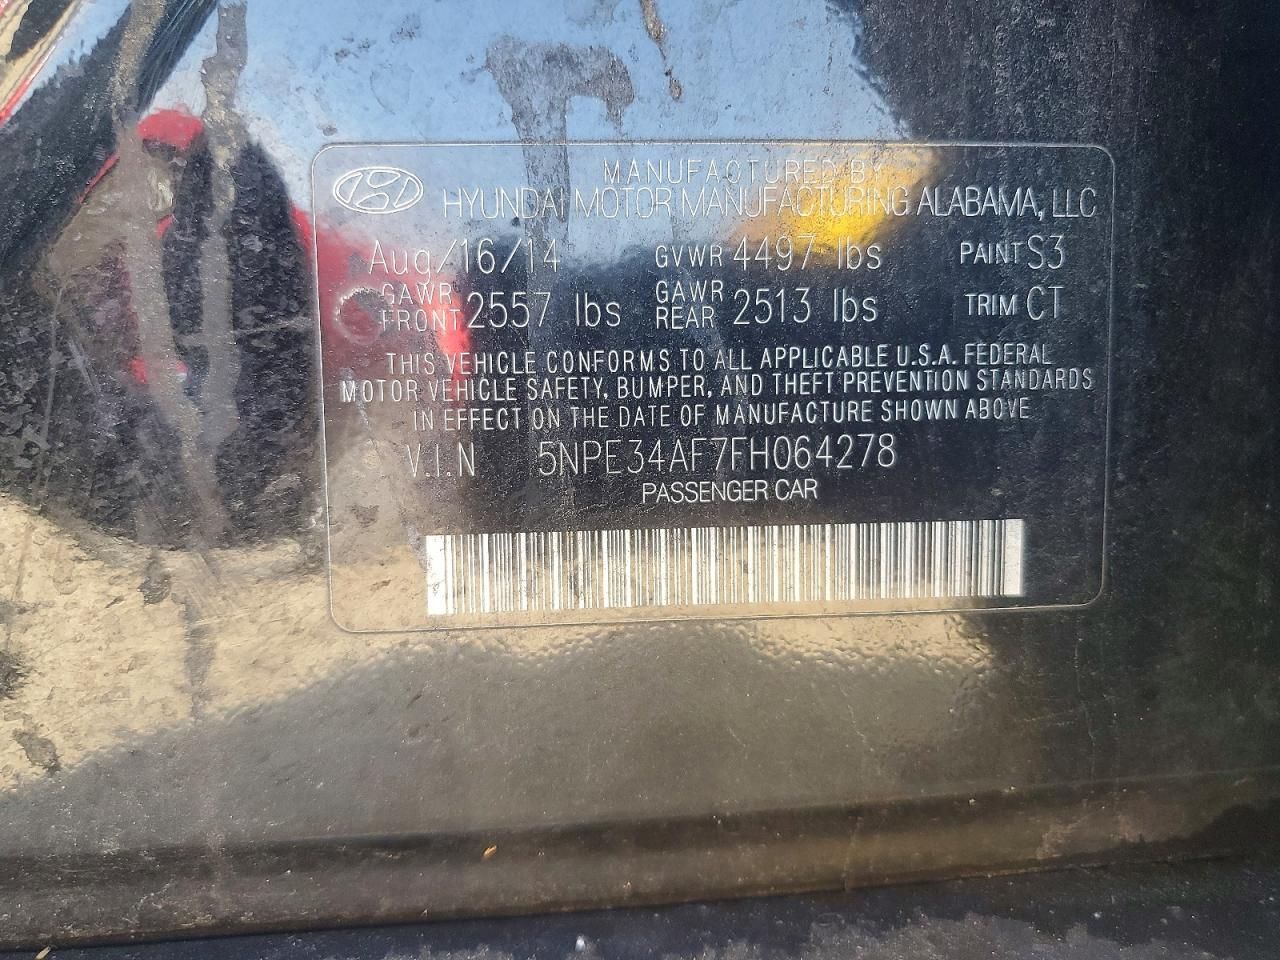 MANUFACTURED BY
HYUNDAI MOTOR MANUFACTURING ALABAMA, LLC
Aug/16/14 GVWR 4497 lbs PAINT S3
GAWR FRONT 2557 lbs GAWR REAR 2513 lbs TRIM CT
THIS VEHICLE CONFORMS TO ALL APPLICABLE U.S.A. FEDERAL
MOTOR VEHICLE SAFETY, BUMPER, AND THEFT PREVENTION STANDARDS
IN EFFECT ON THE DATE OF MANUFACTURE SHOWN ABOVE
V.I.N 5NPE34AF7FH064278
PASSENGER CAR